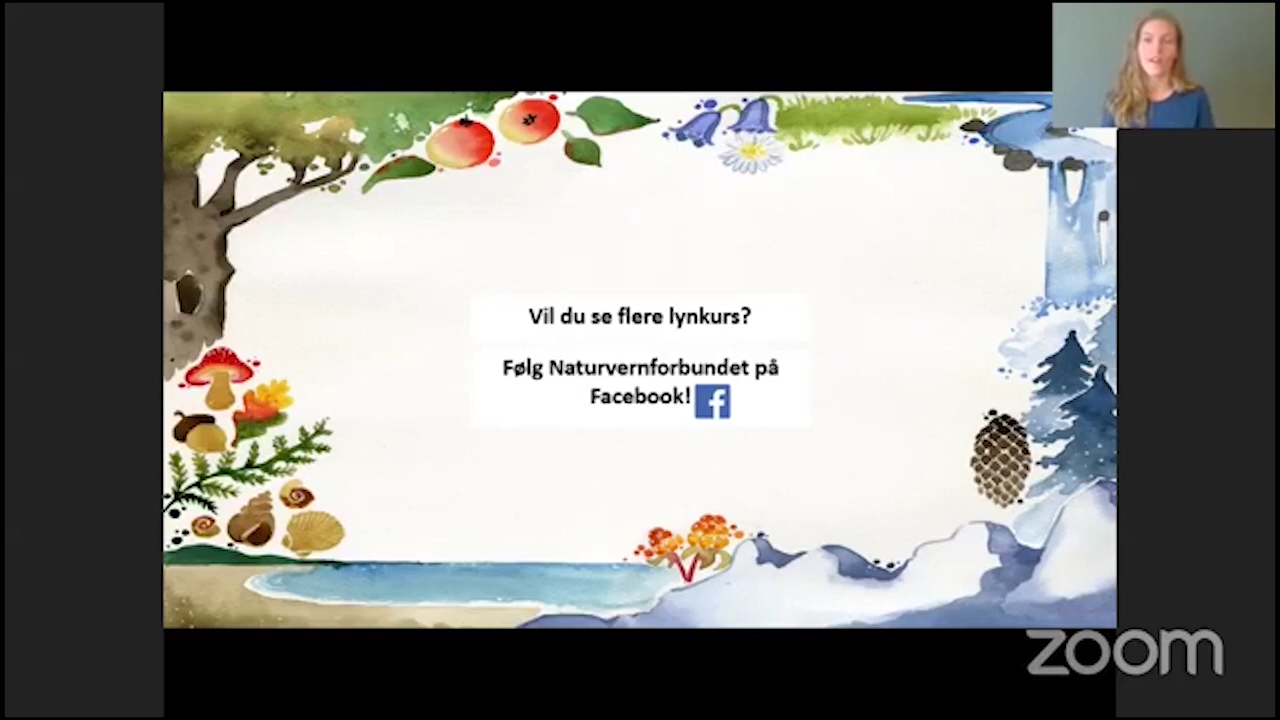 Vil du se flere lynkurs?
Følg Naturvernforbundet på
Facebook! f
zoom